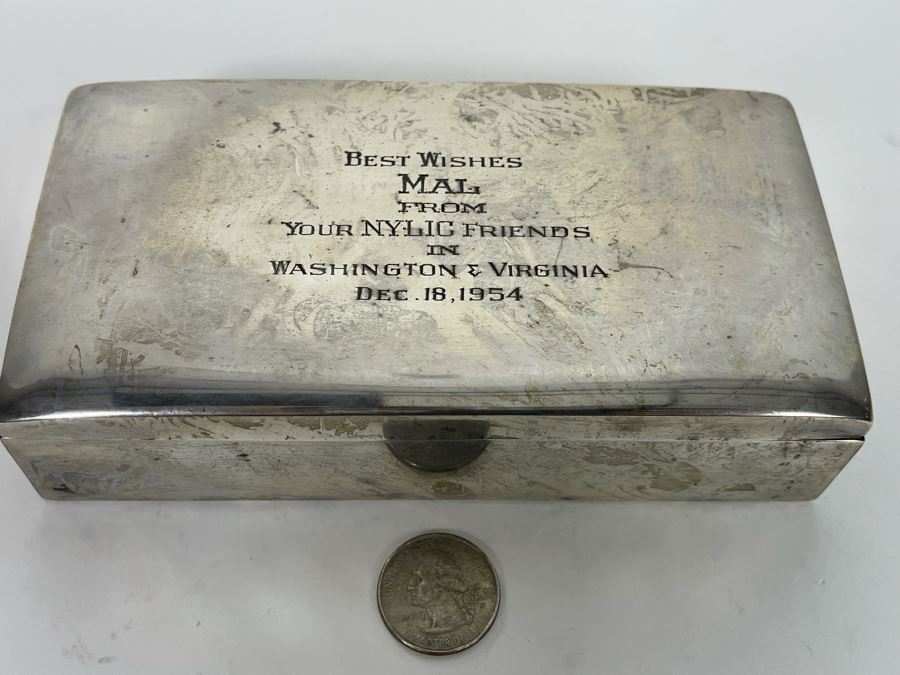 BEST WISHES
MAL
FROM
YOUR NYLIC FRIENDS
IN
WASHINGTON & VIRGINIA
DEC. 18, 1954